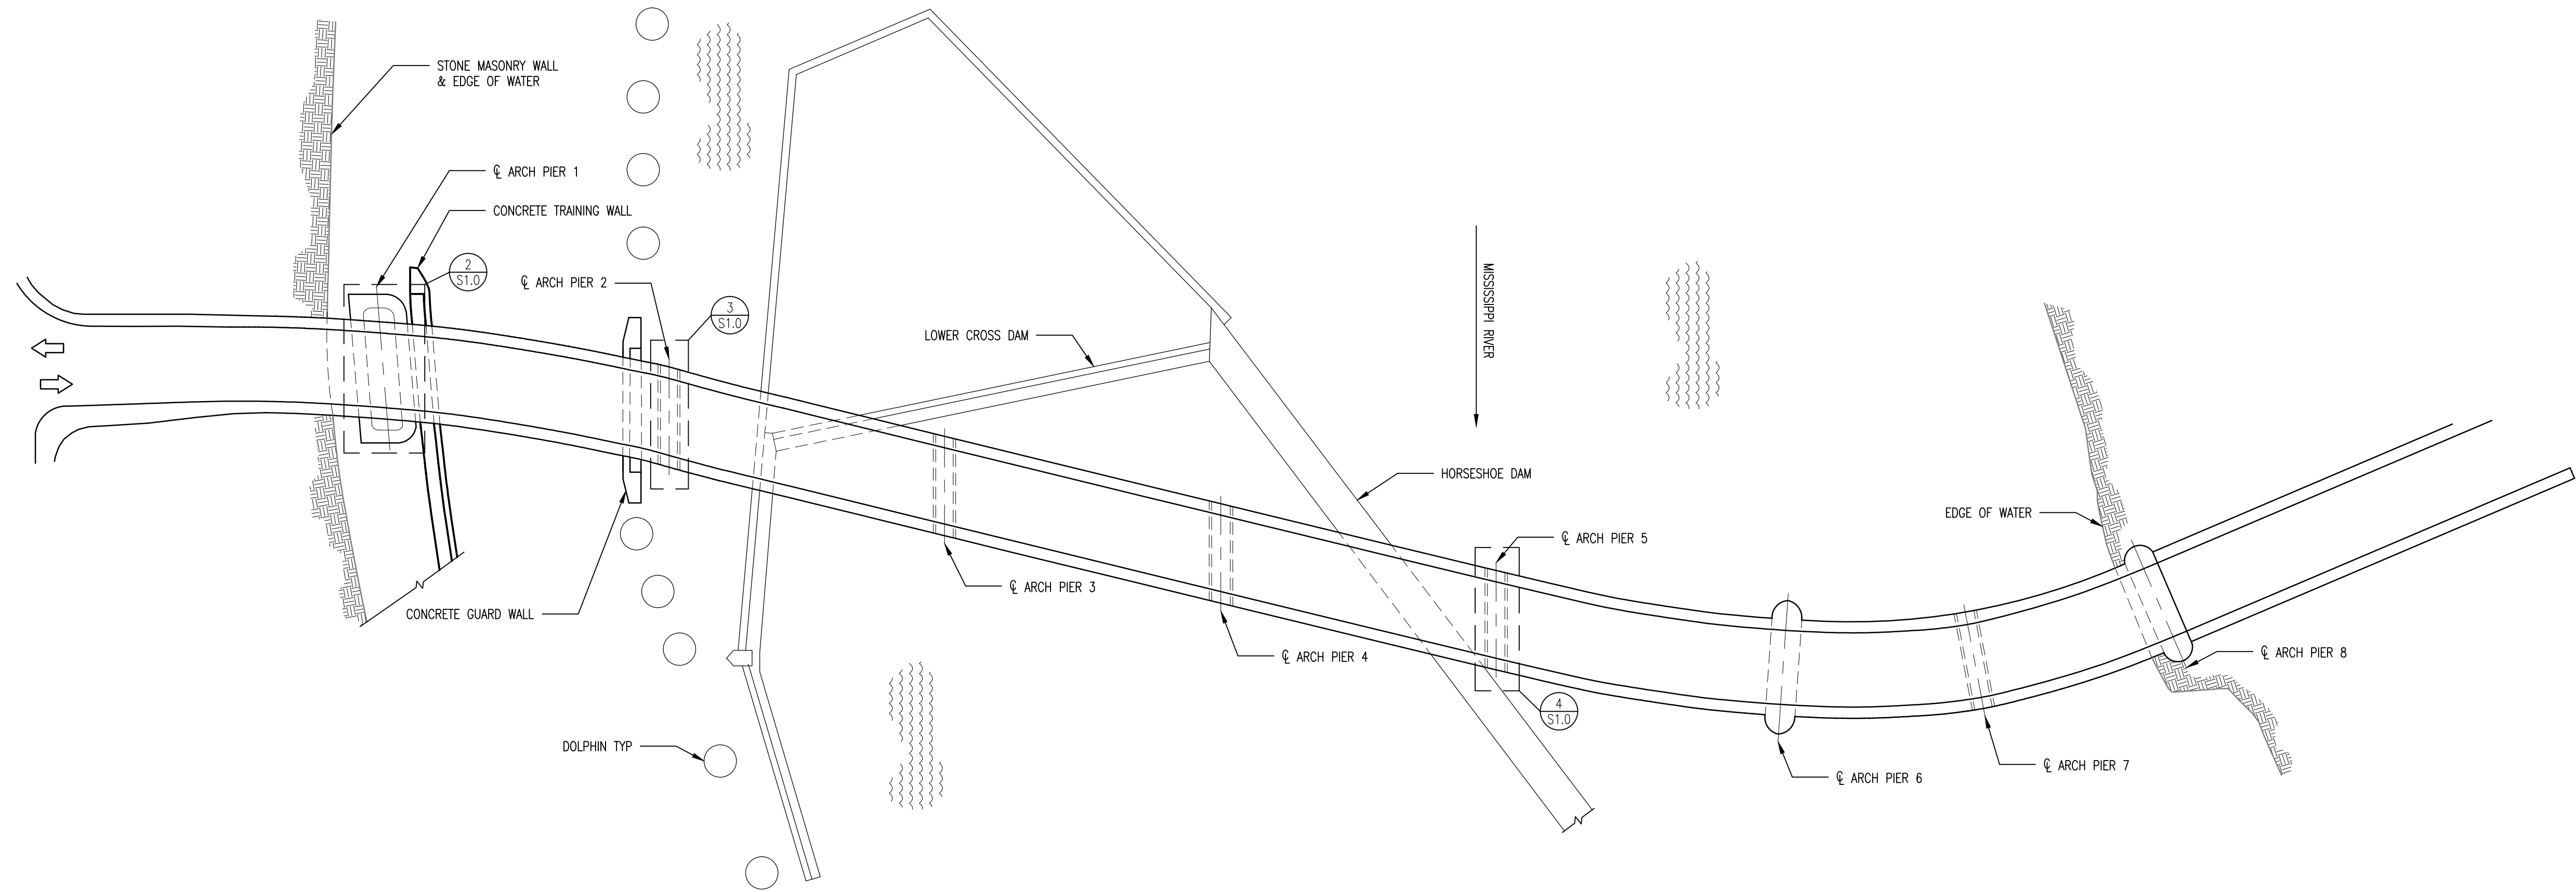 STONE MASONRY WALL
& EDGE OF WATER
℄ ARCH PIER 1
CONCRETE TRAINING WALL
2
S1.0
℄ ARCH PIER 2
3
S1.0
LOWER CROSS DAM
MISSISSIPPI RIVER
HORSESHOE DAM
EDGE OF WATER
℄ ARCH PIER 5
℄ ARCH PIER 3
CONCRETE GUARD WALL
℄ ARCH PIER 4
℄ ARCH PIER 8
4
S1.0
DOLPHIN TYP
℄ ARCH PIER 7
℄ ARCH PIER 6